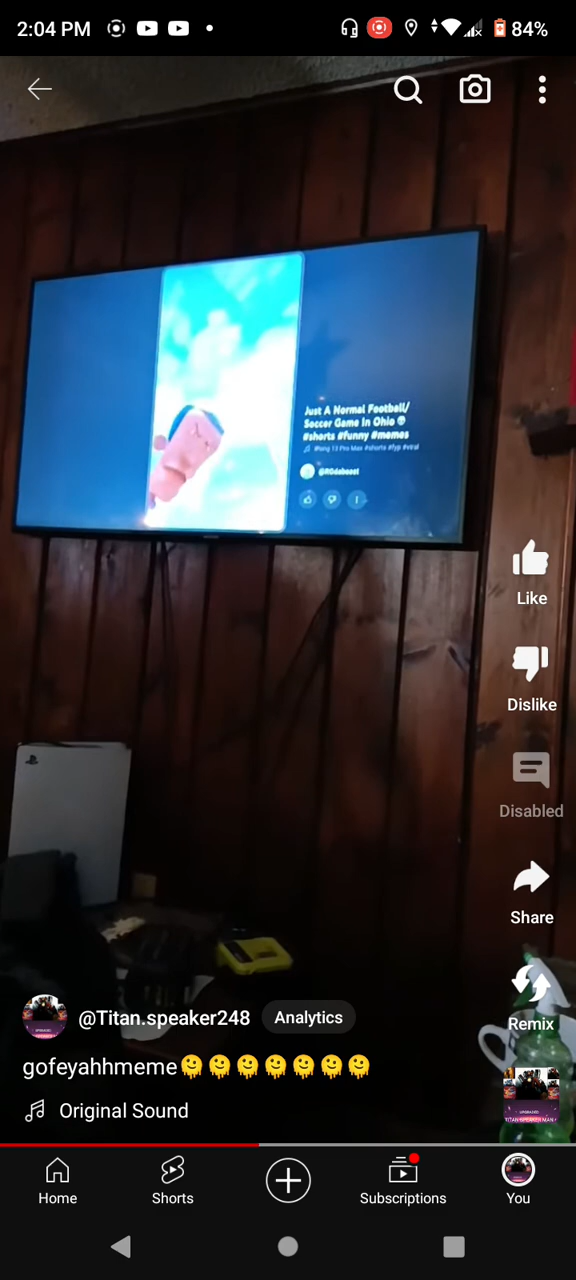 2:04 PM
84%
Just A Normal Football/
Soccer Game In Ohio 💀
#shorts #funny #memes
@R0dabeast
Like
Dislike
Disabled
Share
Remix
@Titan.speaker248
Analytics
gofeyahhmeme🫠🫠🫠🫠🫠🫠🫠
Original Sound
Home
Shorts
Subscriptions
You